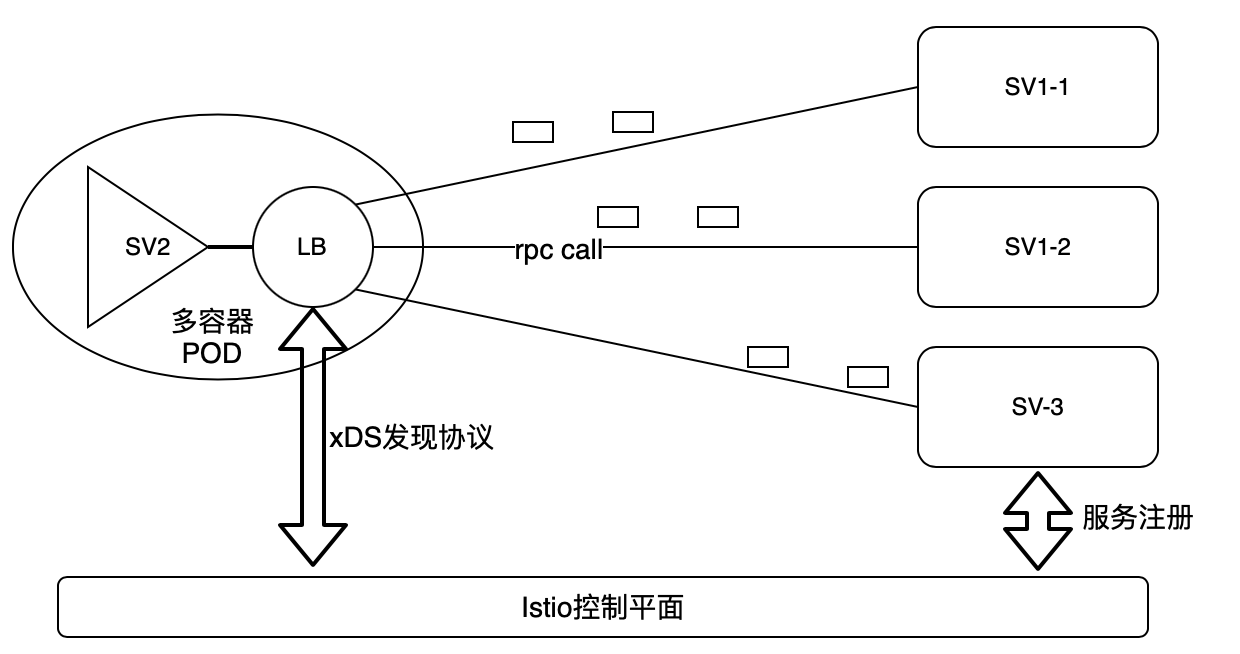 SV1-1
SV2
LB
rpc call
SV1-2
多容器
POD
SV-3
xDS发现协议
服务注册
Istio控制平面